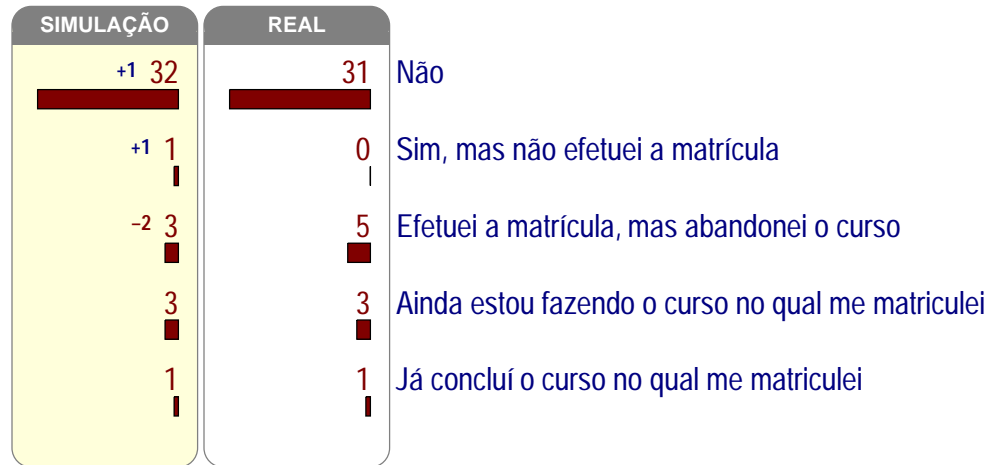 SIMULAÇÃO REAL
+1 32 31 Não
+1 1 0 Sim, mas não efetuei a matrícula
−2 3 5 Efetuei a matrícula, mas abandonei o curso
3 3 Ainda estou fazendo o curso no qual me matriculei
1 1 Já concluí o curso no qual me matriculei